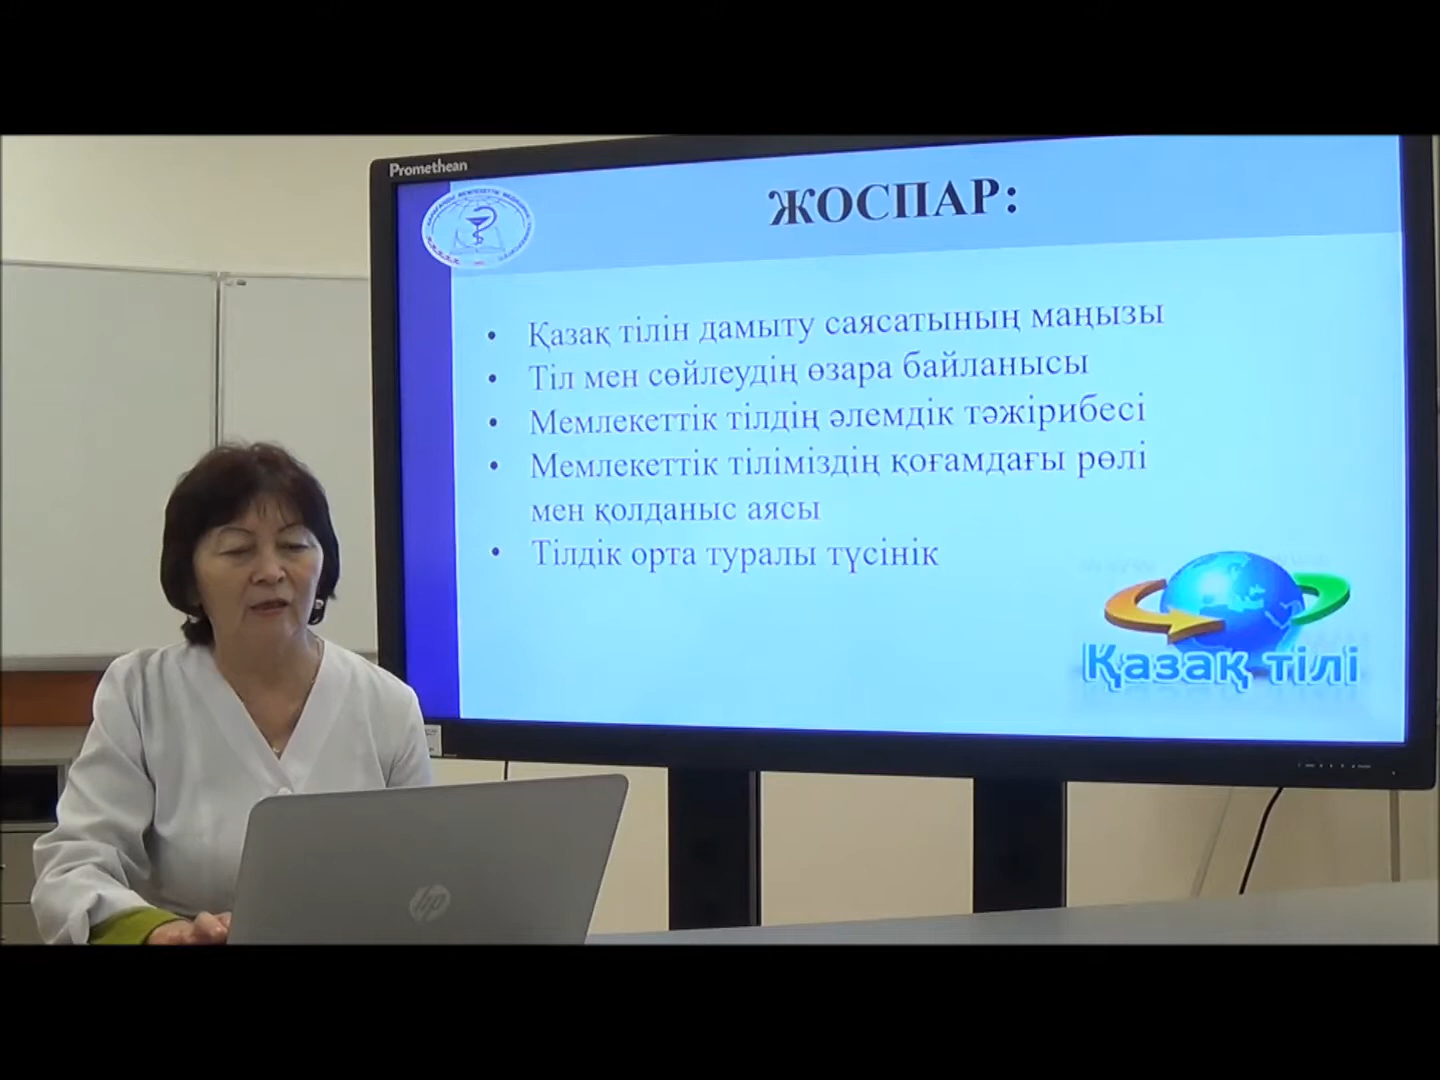 Promethean
ЖОСПАР:
• Қазақ тілін дамыту саясатының маңызы
• Тіл мен сөйлеудің өзара байланысы
• Мемлекеттік тілдің әлемдік тәжірибесі
• Мемлекеттік тіліміздің қоғамдағы рөлі
мен қолданыс аясы
• Тілдік орта туралы түсінік
Қазақ тілі
hp